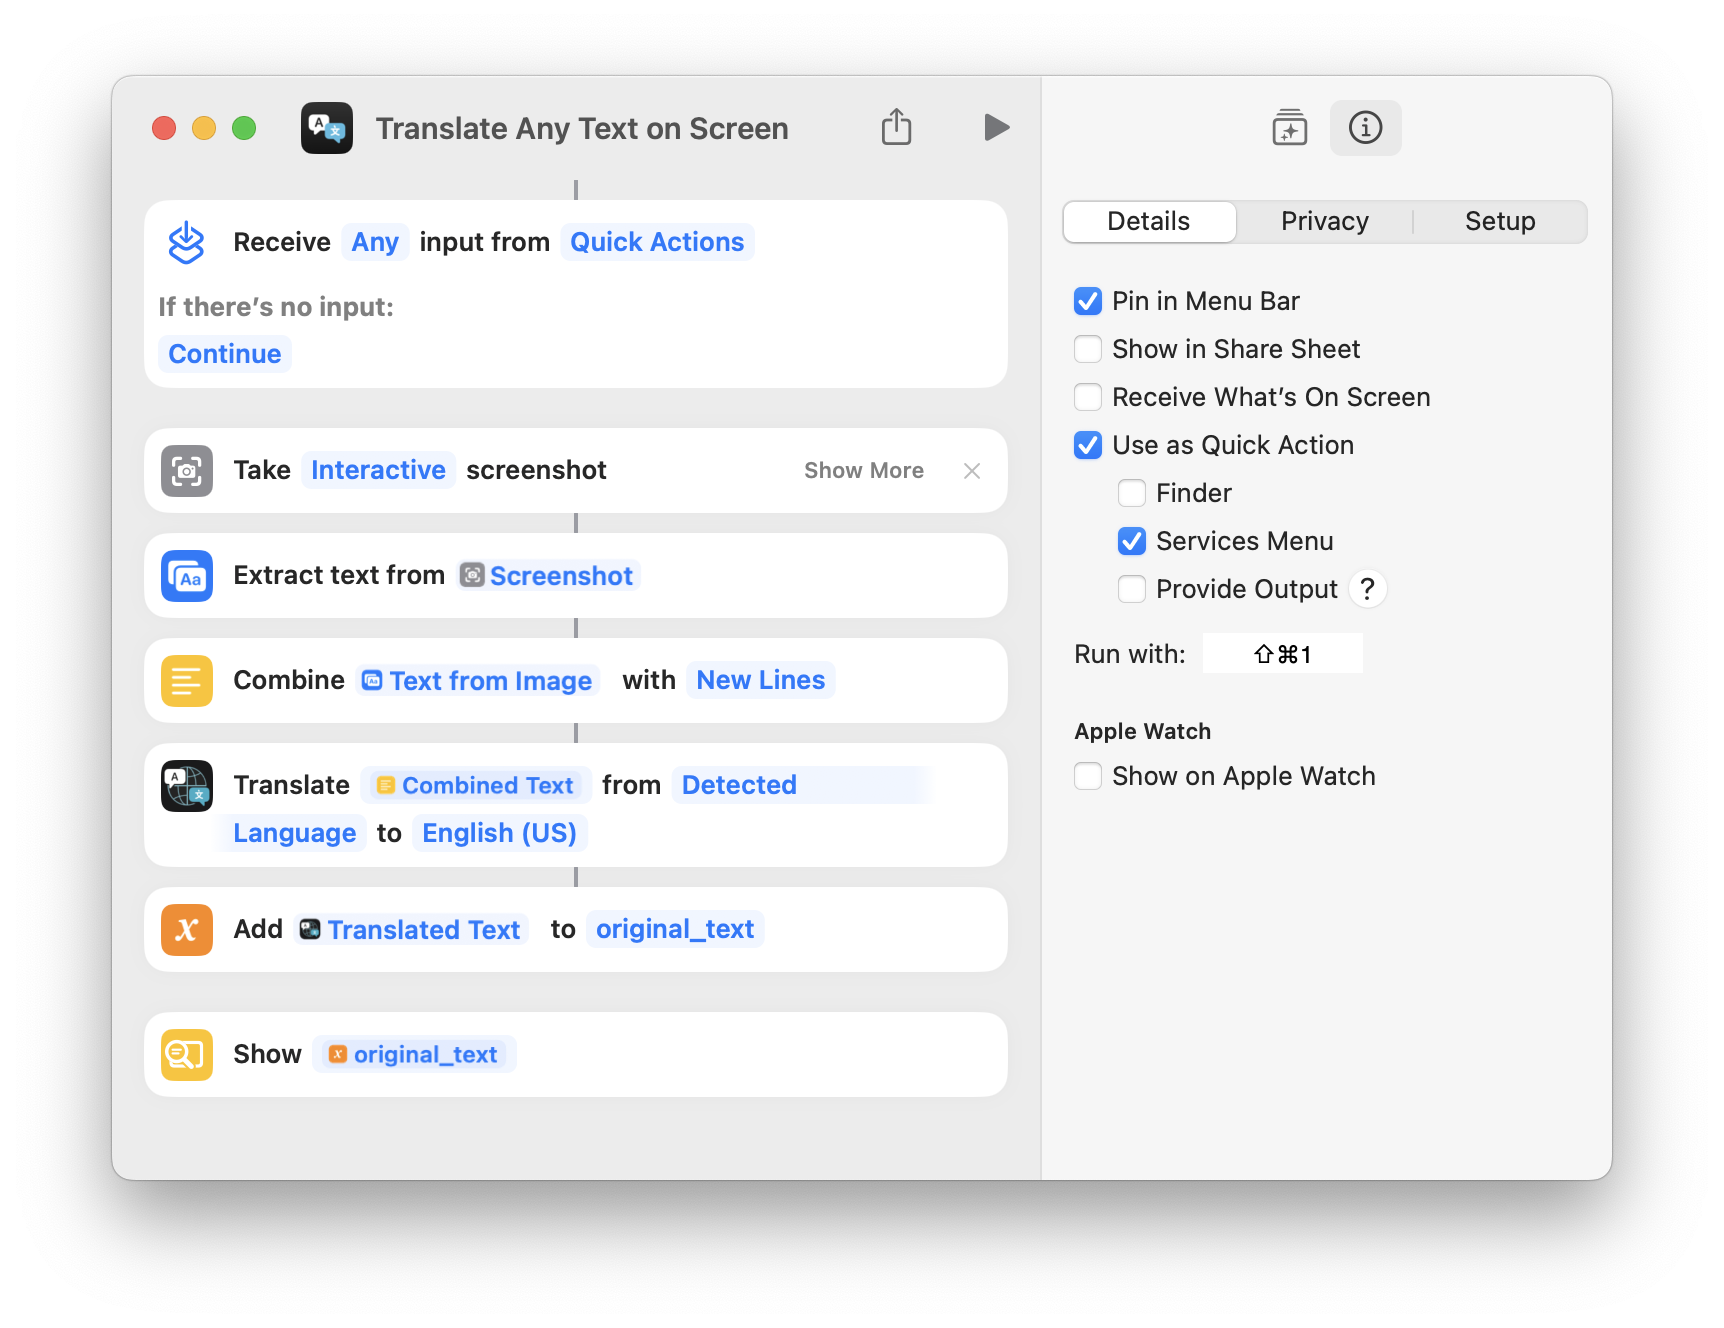 Translate Any Text on Screen
Receive Any input from Quick Actions
If there’s no input:
Continue
Take Interactive screenshot Show More
Extract text from Screenshot
Combine Text from Image with New Lines
Translate Combined Text from Detected
Language to English (US)
Add Translated Text to original_text
Show original_text
Details Privacy Setup
Pin in Menu Bar
Show in Share Sheet
Receive What’s On Screen
Use as Quick Action
Finder
Services Menu
Provide Output ?
Run with: ⇧⌘1
Apple Watch
Show on Apple Watch